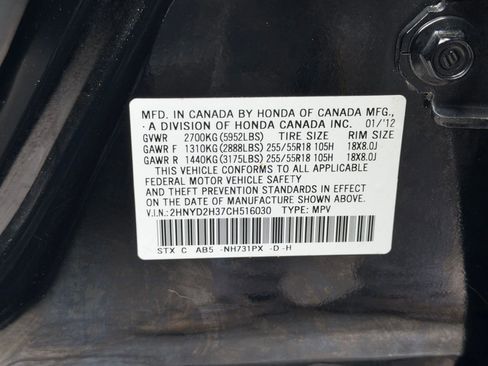 MFD. IN CANADA BY HONDA OF CANADA MFG.,
A DIVISION OF HONDA CANADA INC. 01/'12
GVWR 2700KG (5952LBS) TIRE SIZE RIM SIZE
GAWR F 1310KG (2888LBS) 255/55R18 105H 18X8.0J
GAWR R 1440KG (3175LBS) 255/55R18 105H 18X8.0J
THIS VEHICLE CONFORMS TO ALL APPLICABLE
FEDERAL MOTOR VEHICLE SAFETY
AND THEFT PREVENTION STANDARDS IN EFFECT
ON THE DATE OF MANUFACTURE SHOWN ABOVE.
V.I.N.: 2HNYD2H37CH516030 TYPE: MPV
STX C AB5 -NH731PX -D -H